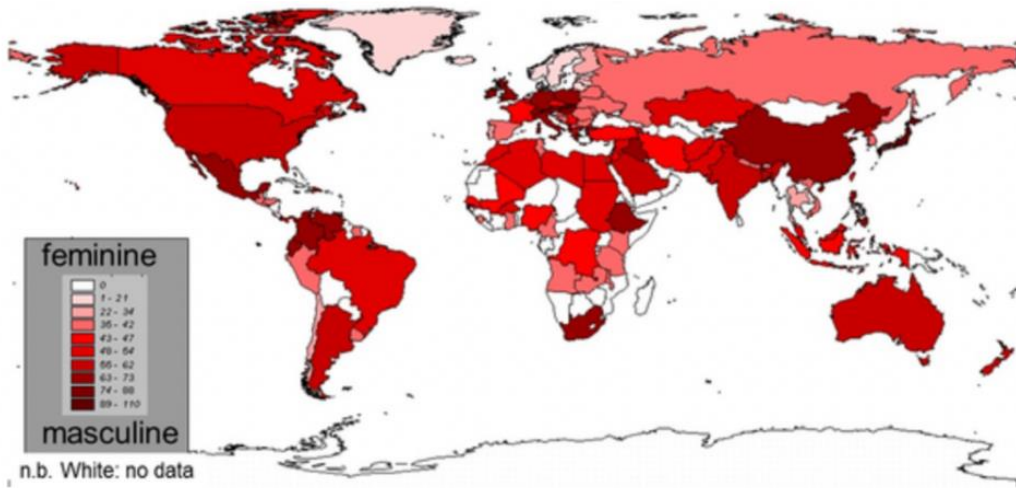 feminine
0
1 - 21
22 - 34
35 - 42
43 - 47
48 - 54
55 - 62
63 - 73
74 - 88
89 - 110
masculine
n.b. White: no data